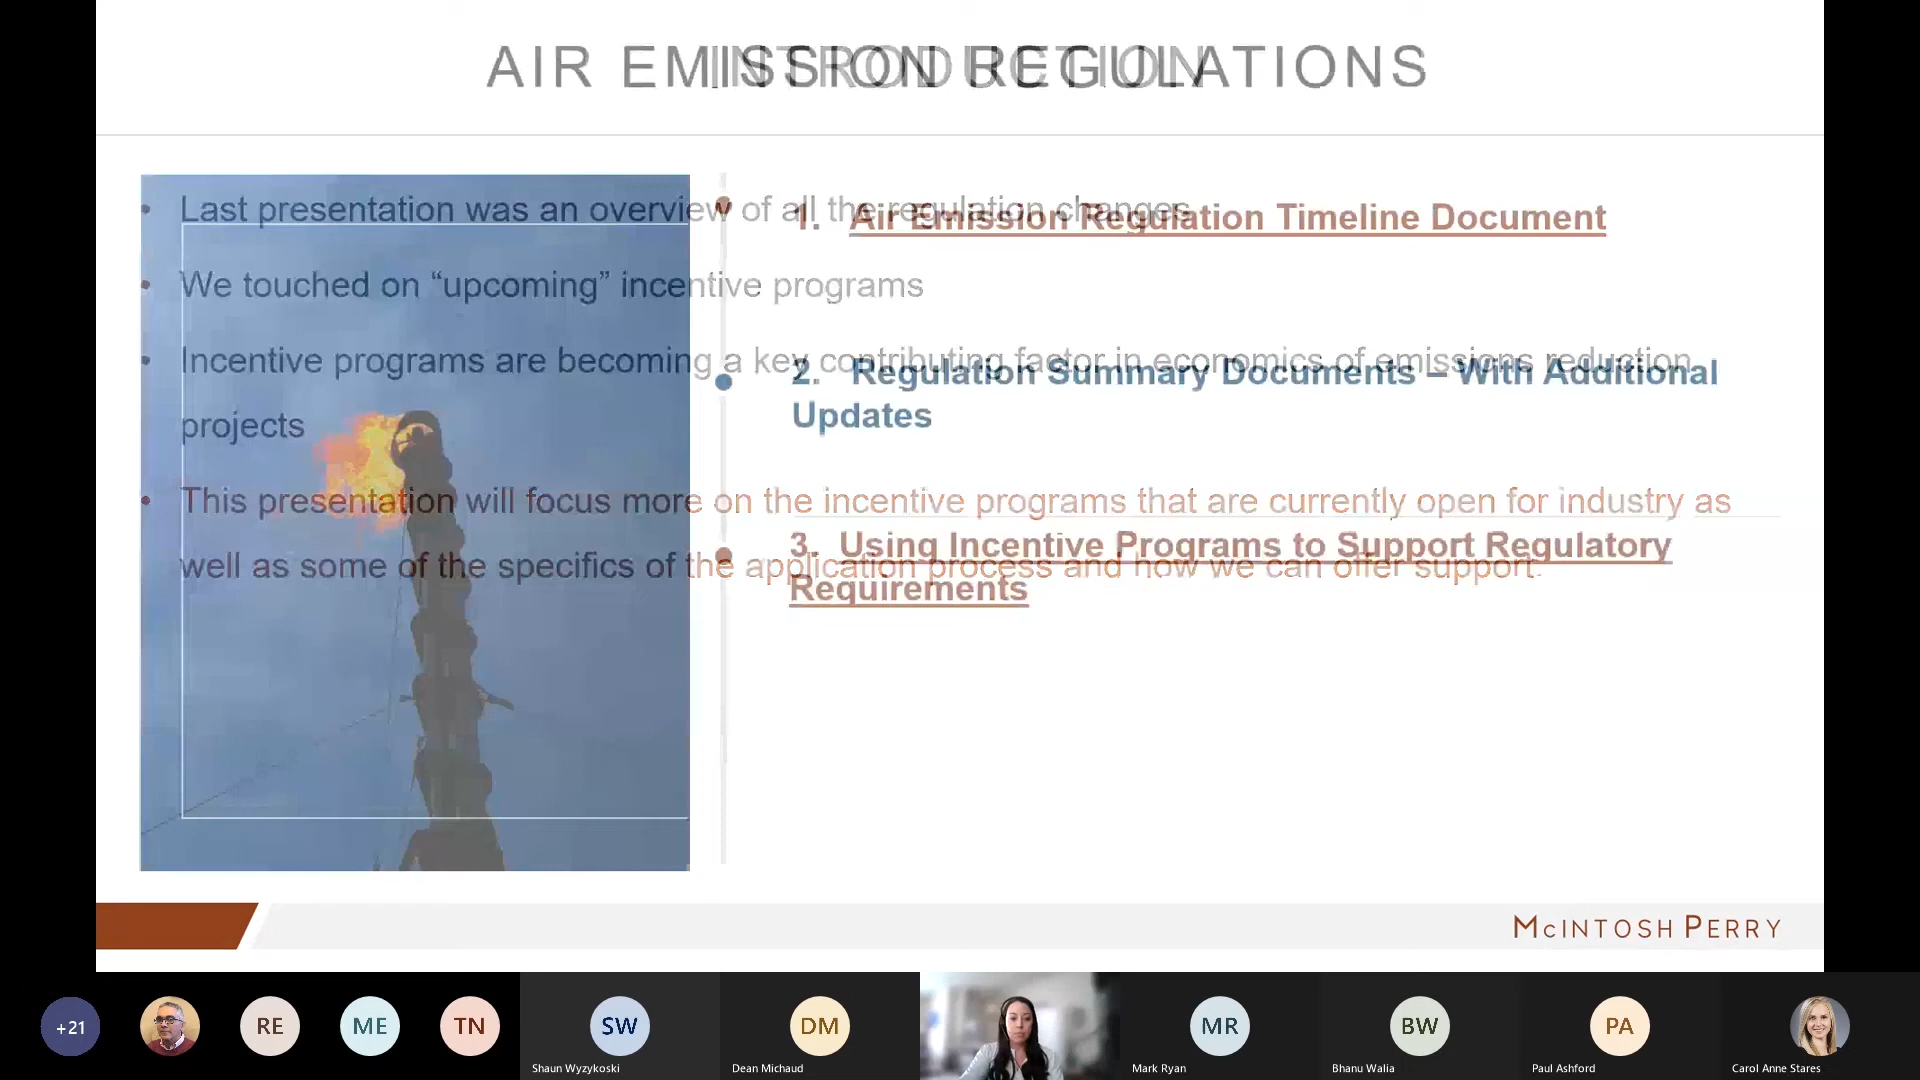 AIR EMISSION REGULATIONS
INTRODUCTION
• Last presentation was an overview of all the regulation changes
• We touched on “upcoming” incentive programs
• Incentive programs are becoming a key contributing factor in economics of emissions reduction
projects
• This presentation will focus more on the incentive programs that are currently open for industry as
well as some of the specifics of the application process and how we can offer support.
1. Air Emission Regulation Timeline Document
2. Regulation Summary Documents – With Additional
Updates
3. Using Incentive Programs to Support Regulatory
Requirements
MCINTOSH PERRY
+21
RE
ME
TN
SW
Shaun Wyzykoski
DM
Dean Michaud
MR
Mark Ryan
BW
Bhanu Walia
PA
Paul Ashford
Carol Anne Stares